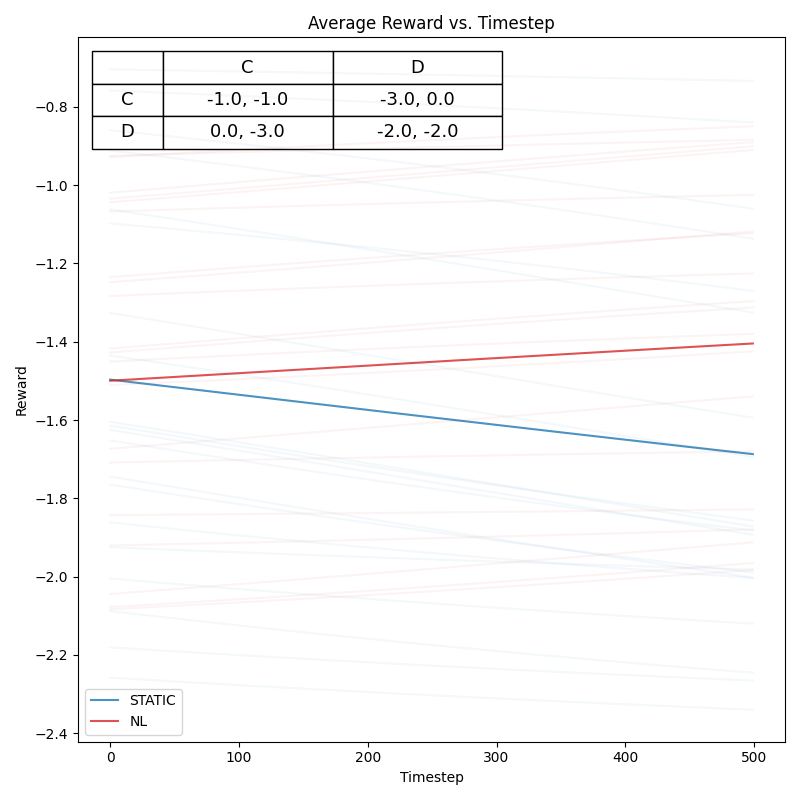 Average Reward vs. Timestep
C D
C -1.0, -1.0 -3.0, 0.0
D 0.0, -3.0 -2.0, -2.0
Reward
−0.8
−1.0
−1.2
−1.4
−1.6
−1.8
−2.0
−2.2
−2.4
STATIC
NL
0 100 200 300 400 500
Timestep